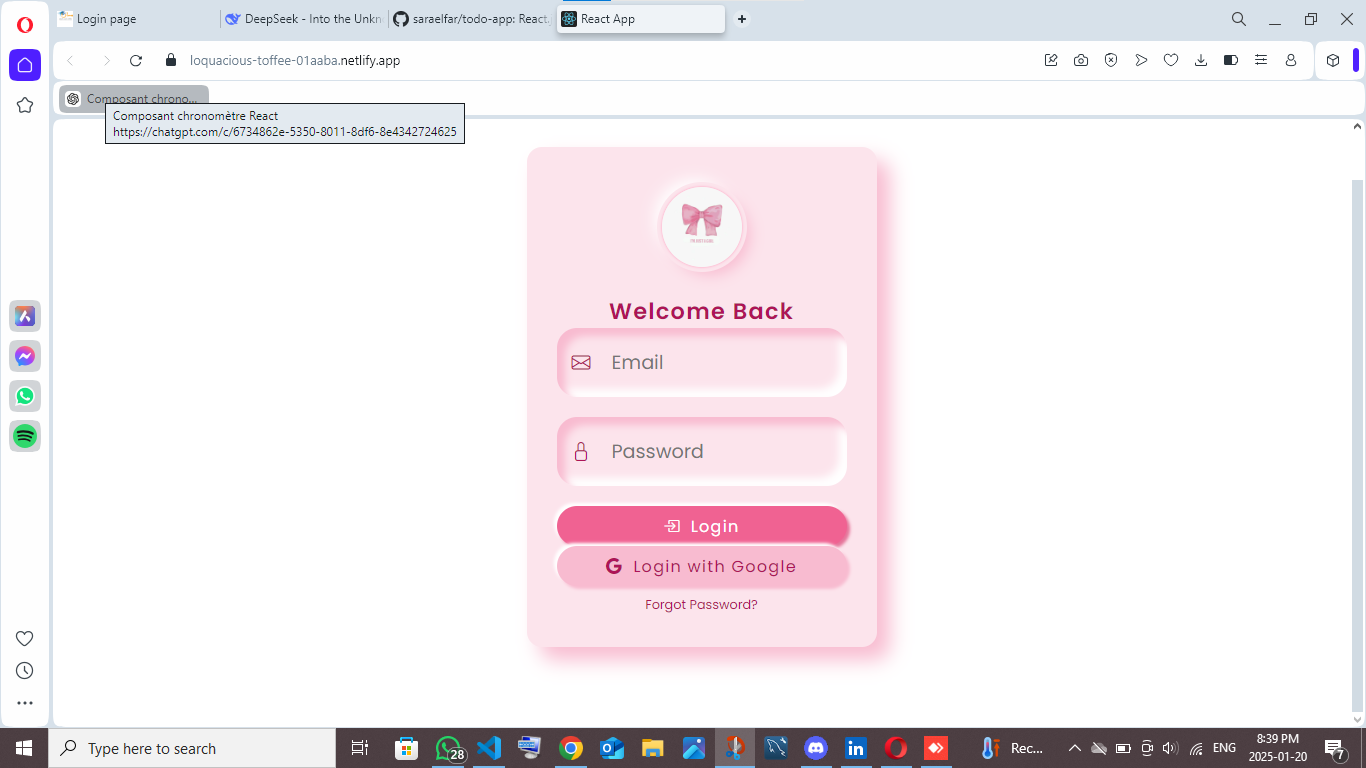 Login page
DeepSeek - Into the Unkn
saraelfar/todo-app: React.
React App
loquacious-toffee-01aaba.netlify.app
Composant chrono...
Composant chronomètre React
https://chatgpt.com/c/6734862e-5350-8011-8df6-8e4342724625
Welcome Back
Email
Password
Login
G Login with Google
Forgot Password?
Type here to search
28
in
Rec...
ENG
8:39 PM
2025-01-20
7